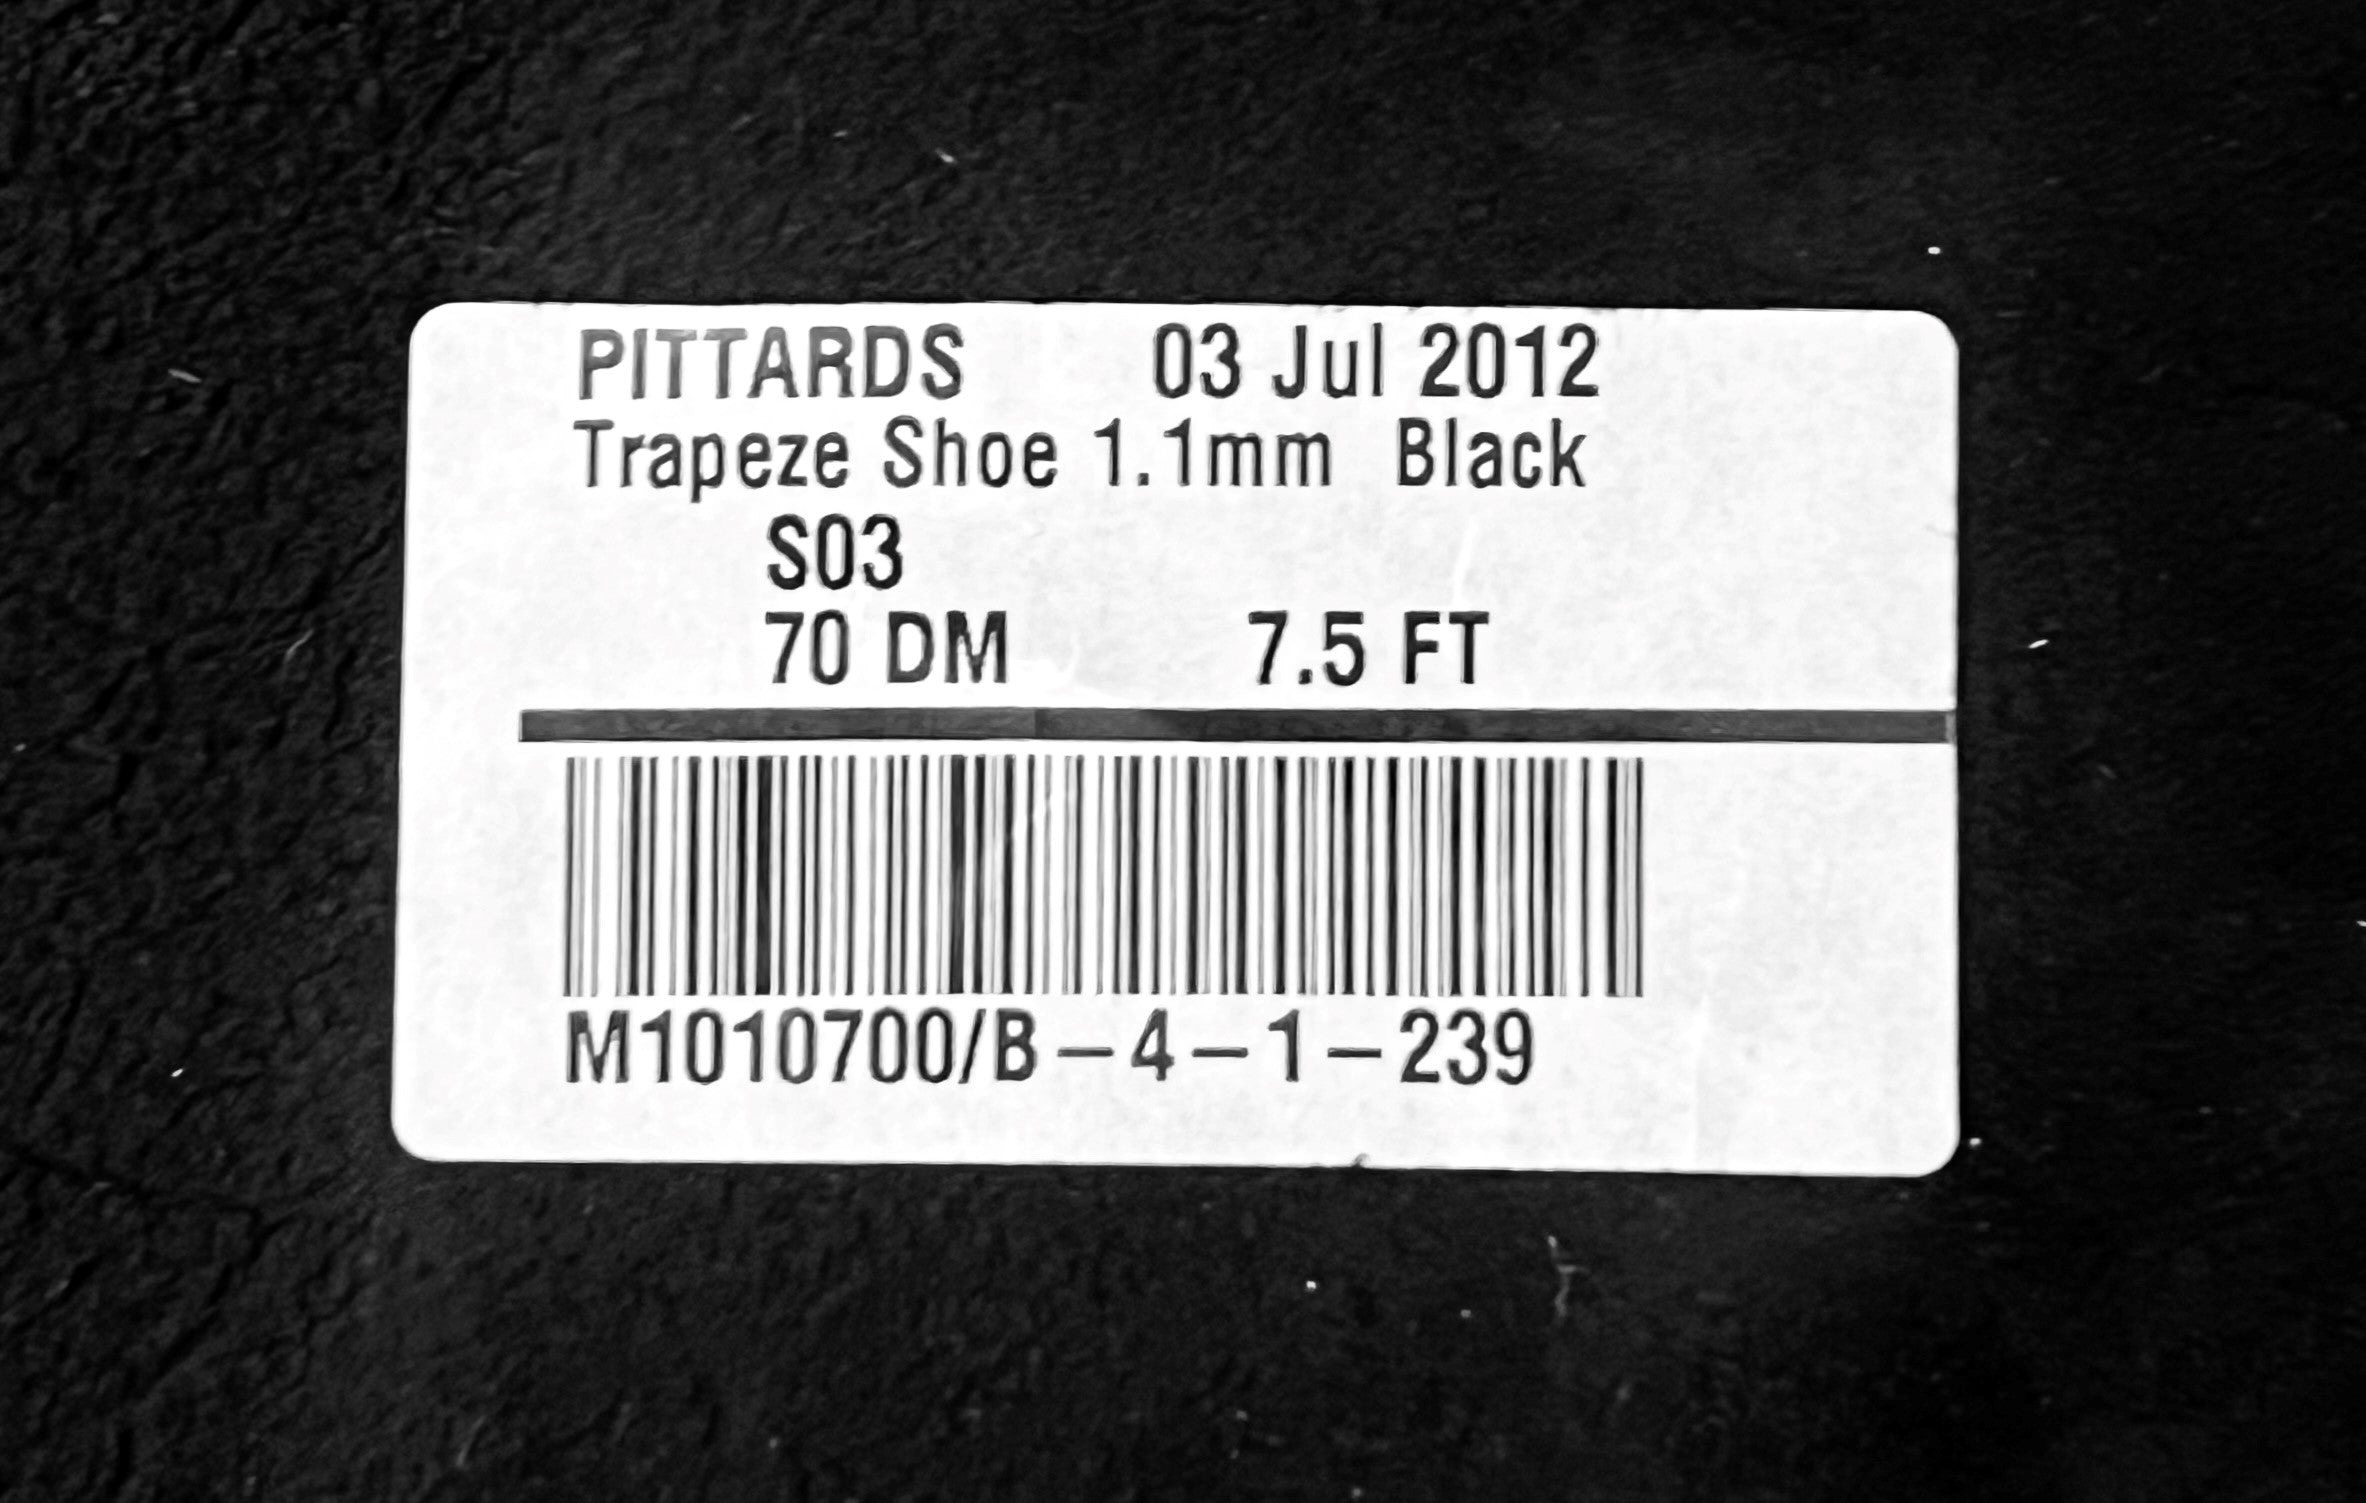 PITTARDS 03 Jul 2012
Trapeze Shoe 1.1mm Black
S03
70 DM 7.5 FT
M1010700/B-4-1-239